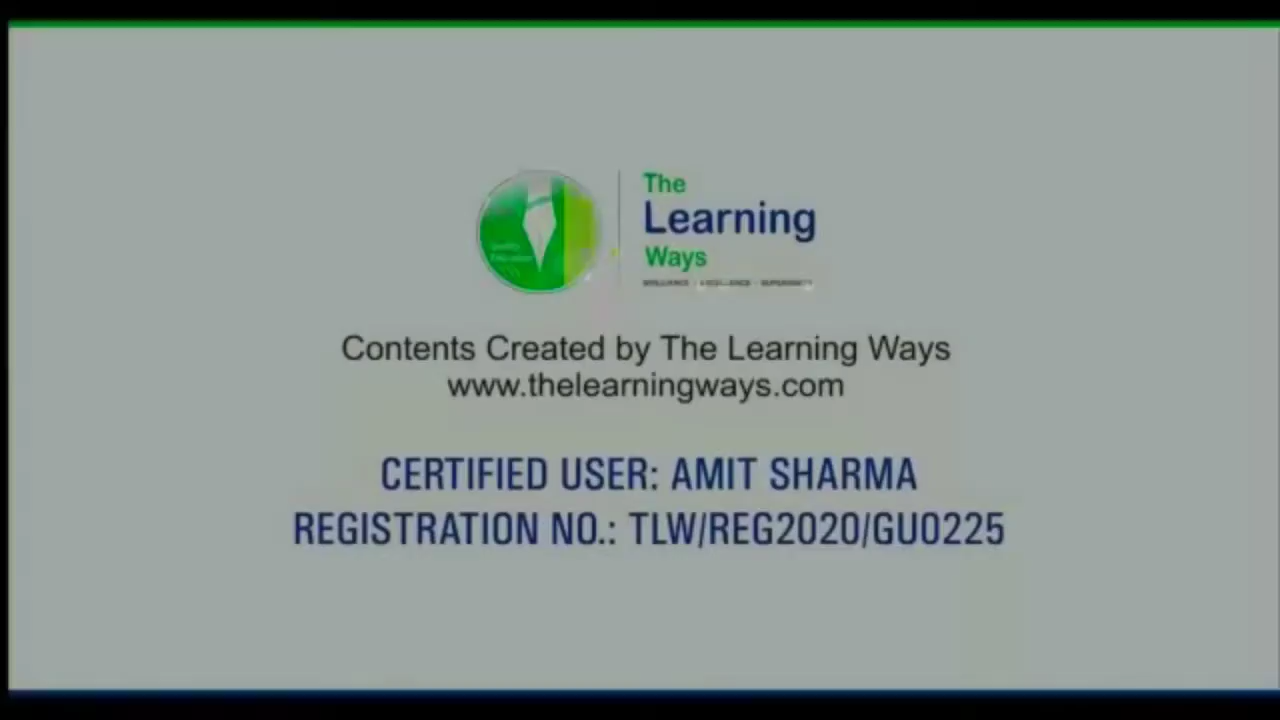 The
Learning
Ways
Contents Created by The Learning Ways
www.thelearningways.com
CERTIFIED USER: AMIT SHARMA
REGISTRATION NO.: TLW/REG2020/GU0225